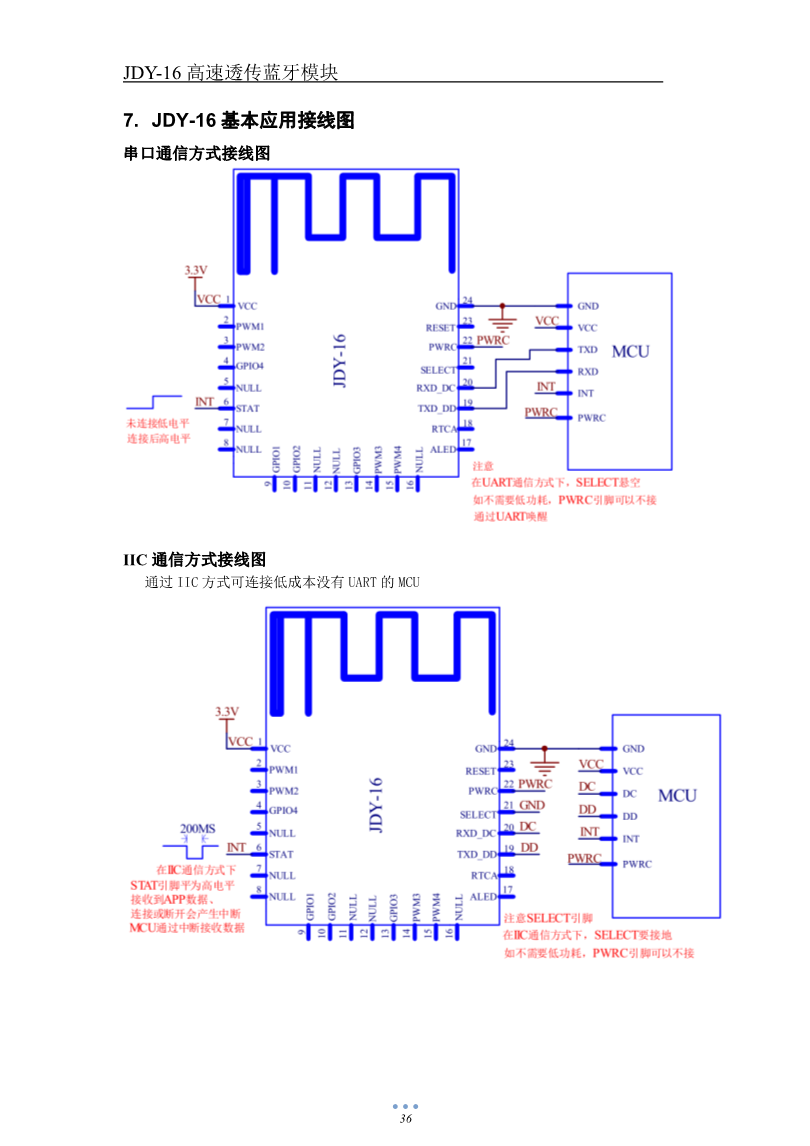 JDY-16 高速透传蓝牙模块
7. JDY-16 基本应用接线图
串口通信方式接线图
3.3V
VCC 1 VCC
2 PWM1
3 PWM2
4 GPIO4
5 NULL
INT 6 STAT
7 NULL
8 NULL
未连接低电平
连接后高电平
JDY-16
9 GPIO1
10 GPIO2
11 NULL
12 NULL
13 GPIO3
14 PWM3
15 PWM4
16 NULL
GND 24
RESET 23
PWRC 22 PWRC
SELECT 21
RXD_DC 20
TXD_DD 19
RTCA 18
ALED 17
GND
VCC VCC
TXD
RXD
INT INT
PWRC PWRC
MCU
注意
在UART通信方式下，SELECT悬空
如不需要低功耗，PWRC引脚可以不接
通过UART唤醒
IIC 通信方式接线图
通过 IIC 方式可连接低成本没有 UART 的 MCU
3.3V
VCC 1 VCC
2 PWM1
3 PWM2
4 GPIO4
5 NULL
200MS
INT 6 STAT
7 NULL
8 NULL
在IIC通信方式下
STAT引脚平为高电平
接收到APP数据、
连接或断开会产生中断
MCU通过中断接收数据
JDY-16
9 GPIO1
10 GPIO2
11 NULL
12 NULL
13 GPIO3
14 PWM3
15 PWM4
16 NULL
GND 24
RESET 23
PWRC 22 PWRC
SELECT 21 GND
RXD_DC 20 DC
TXD_DD 19 DD
RTCA 18
ALED 17
GND
VCC VCC
DC DC
DD DD
INT INT
PWRC PWRC
MCU
注意SELECT引脚
在IIC通信方式下，SELECT要接地
如不需要低功耗，PWRC引脚可以不接
36